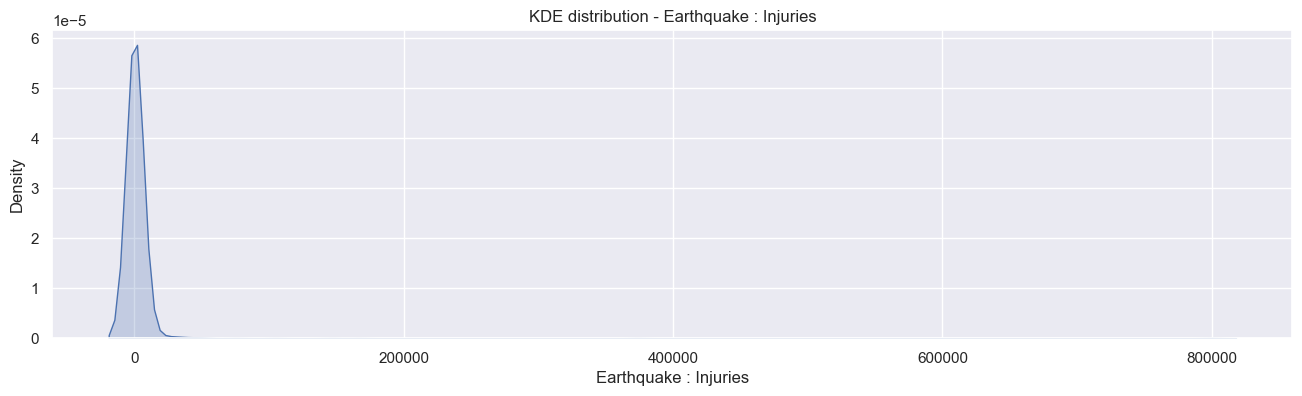 KDE distribution - Earthquake : Injuries
1e−5
6
5
4
3
2
1
0
Density
0 200000 400000 600000 800000
Earthquake : Injuries